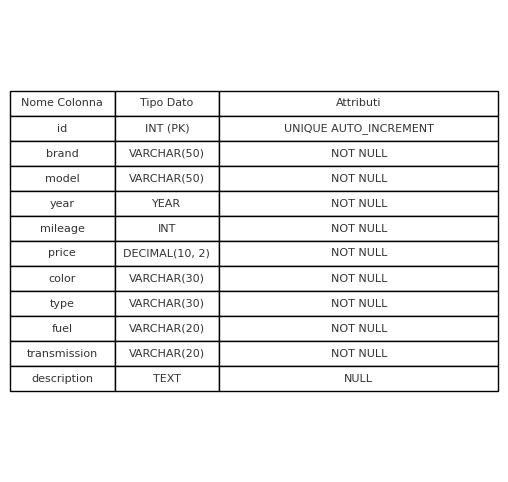 Nome Colonna Tipo Dato Attributi
id INT (PK) UNIQUE AUTO_INCREMENT
brand VARCHAR(50) NOT NULL
model VARCHAR(50) NOT NULL
year YEAR NOT NULL
mileage INT NOT NULL
price DECIMAL(10, 2) NOT NULL
color VARCHAR(30) NOT NULL
type VARCHAR(30) NOT NULL
fuel VARCHAR(20) NOT NULL
transmission VARCHAR(20) NOT NULL
description TEXT NULL